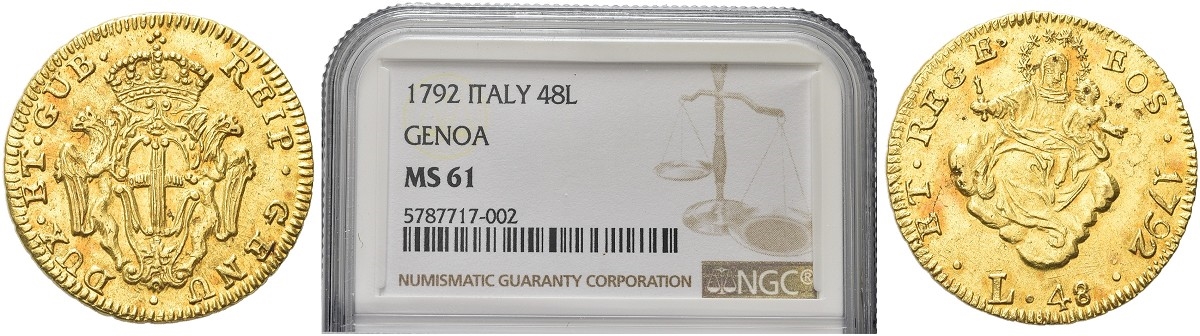 DUX · ET · GUB · REIP · GENU
1792 ITALY 48L
GENOA
MS 61
5787717-002
NUMISMATIC GUARANTY CORPORATION
NGC®
ET · REGE · EOS · 1792 ·
L · 48 ·